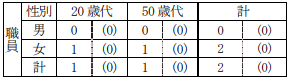 職員 性別 20歳代 50歳代 計
男 0 (0) 0 (0) 0 (0)
女 1 (0) 1 (0) 2 (0)
計 1 (0) 1 (0) 2 (0)